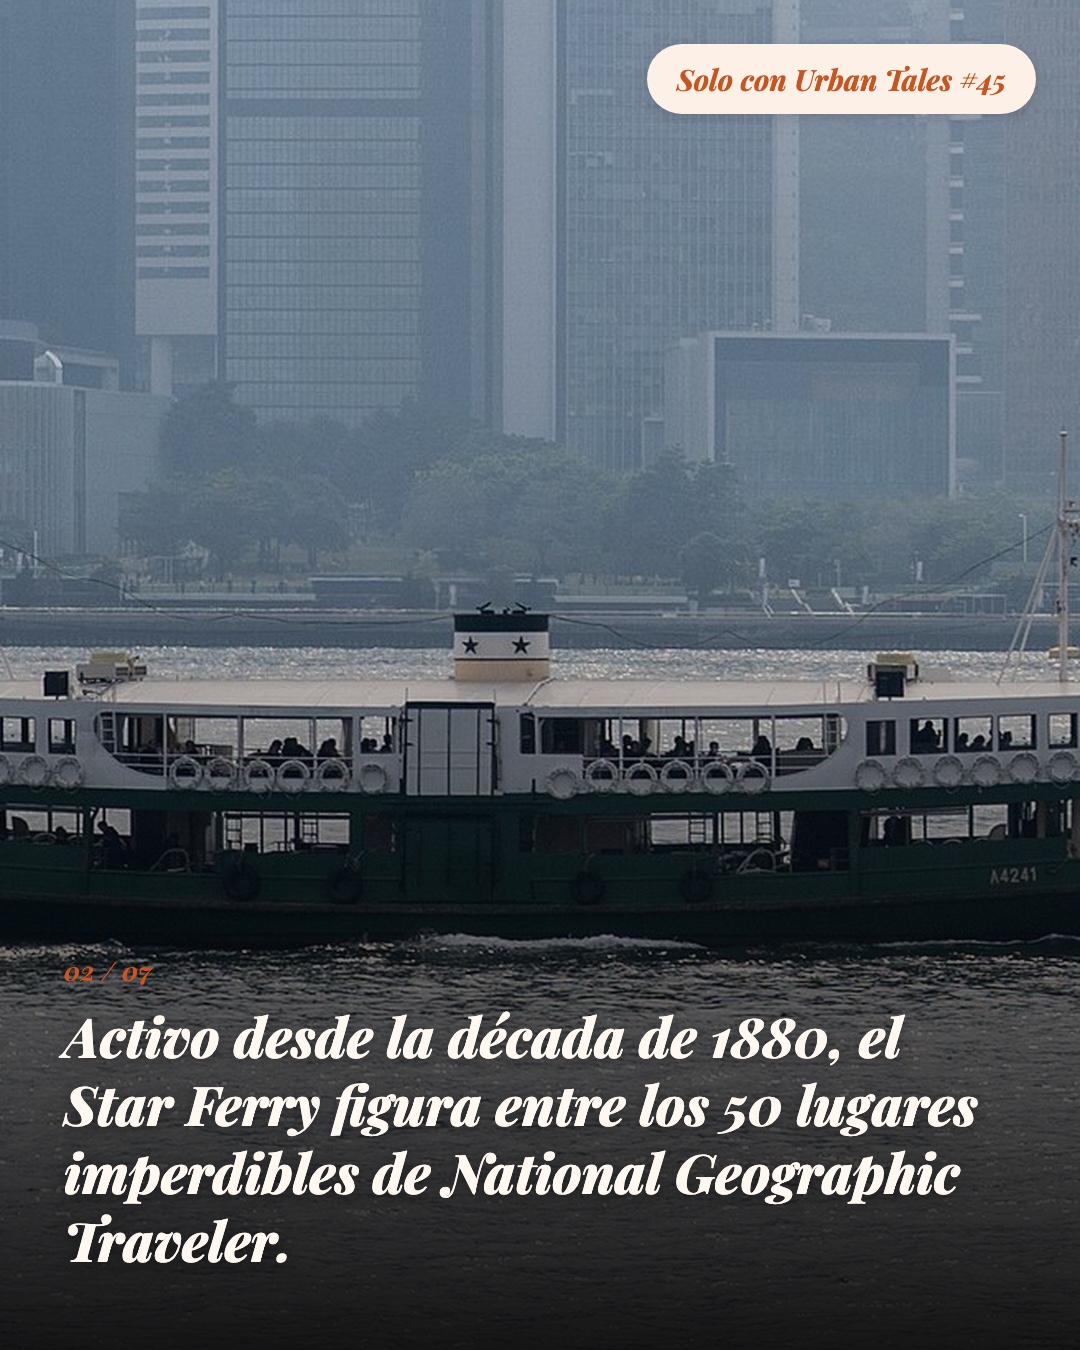 Solo con Urban Tales #45
A4241
02 / 07
Activo desde la década de 1880, el
Star Ferry figura entre los 50 lugares
imperdibles de National Geographic
Traveler.